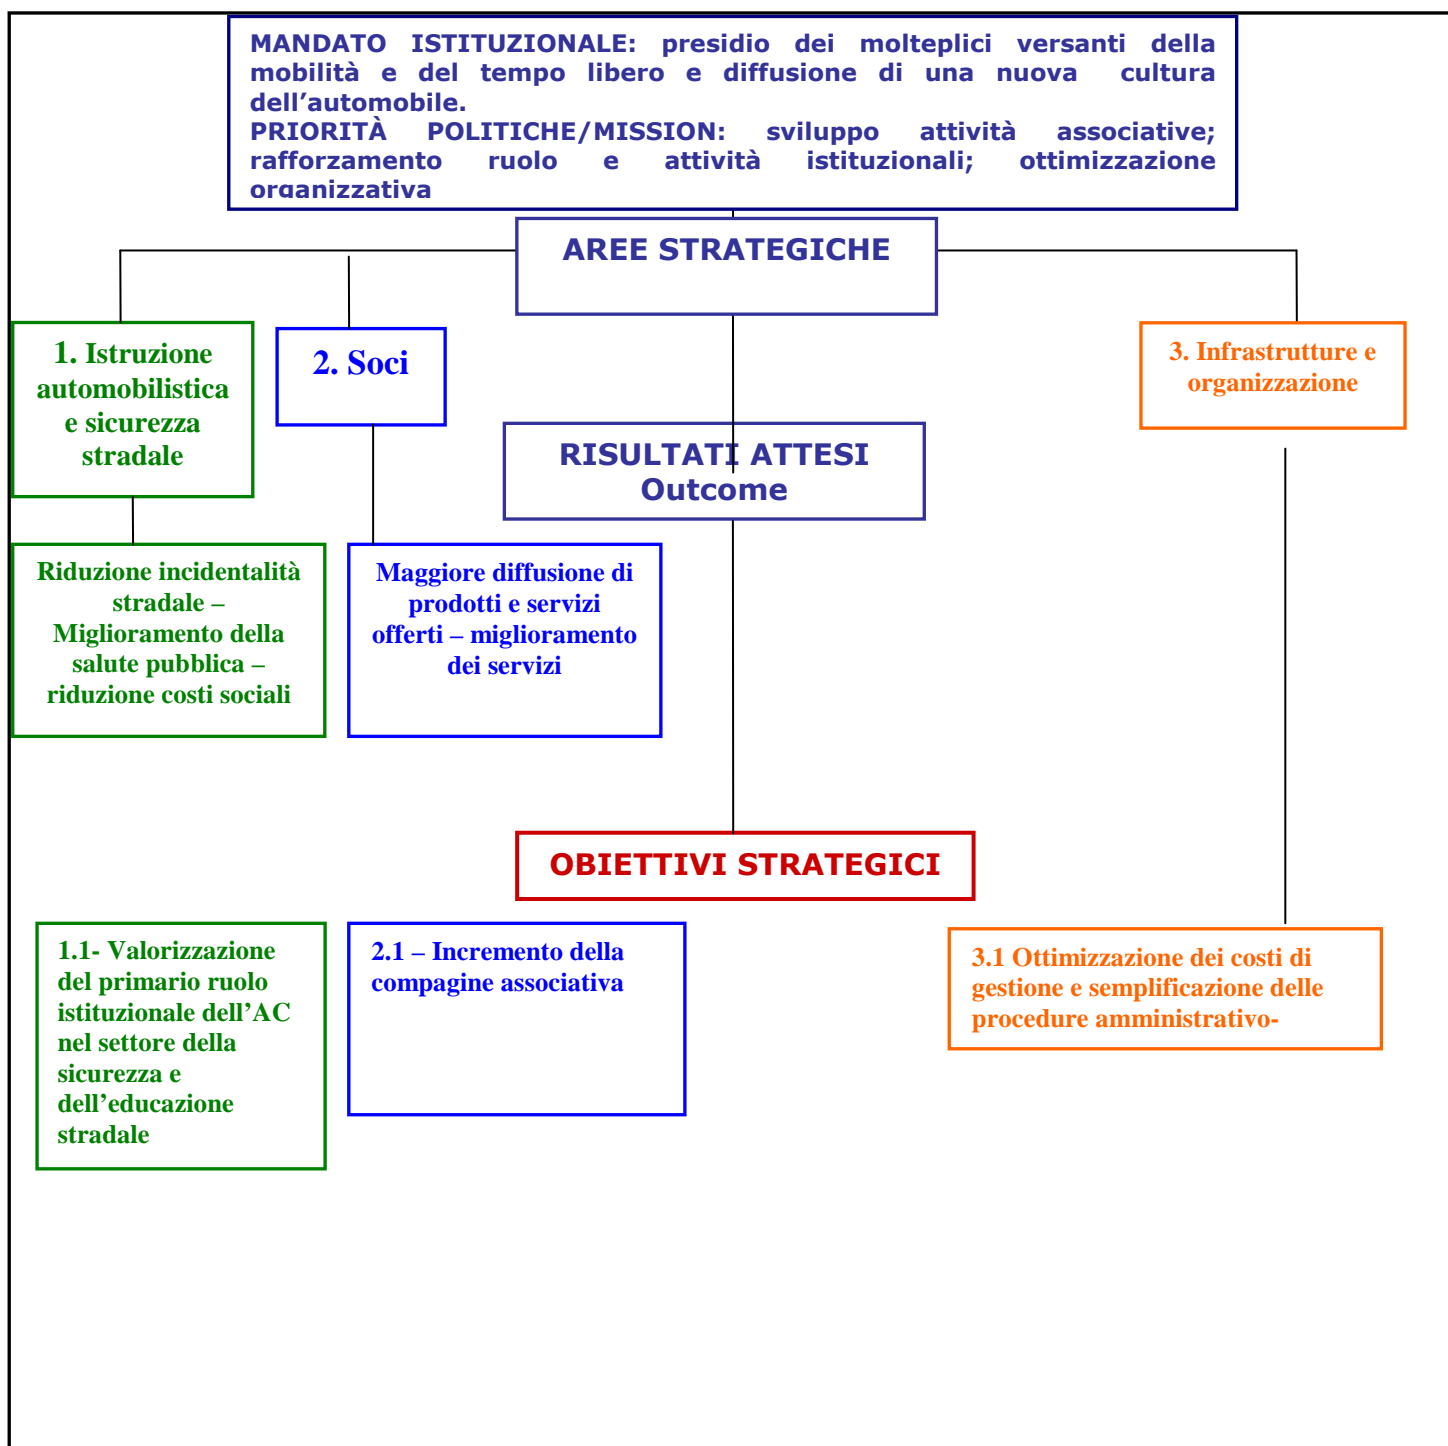 MANDATO ISTITUZIONALE: presidio dei molteplici versanti della
mobilità e del tempo libero e diffusione di una nuova cultura
dell’automobile.
PRIORITÀ POLITICHE/MISSION: sviluppo attività associative;
rafforzamento ruolo e attività istituzionali; ottimizzazione
organizzativa
AREE STRATEGICHE
1. Istruzione
automobilistica
e sicurezza
stradale
2. Soci
3. Infrastrutture e
organizzazione
RISULTATI ATTESI
Outcome
Riduzione incidentalità
stradale –
Miglioramento della
salute pubblica –
riduzione costi sociali
Maggiore diffusione di
prodotti e servizi
offerti – miglioramento
dei servizi
OBIETTIVI STRATEGICI
1.1- Valorizzazione
del primario ruolo
istituzionale dell’AC
nel settore della
sicurezza e
dell’educazione
stradale
2.1 – Incremento della
compagine associativa
3.1 Ottimizzazione dei costi di
gestione e semplificazione delle
procedure amministrativo-